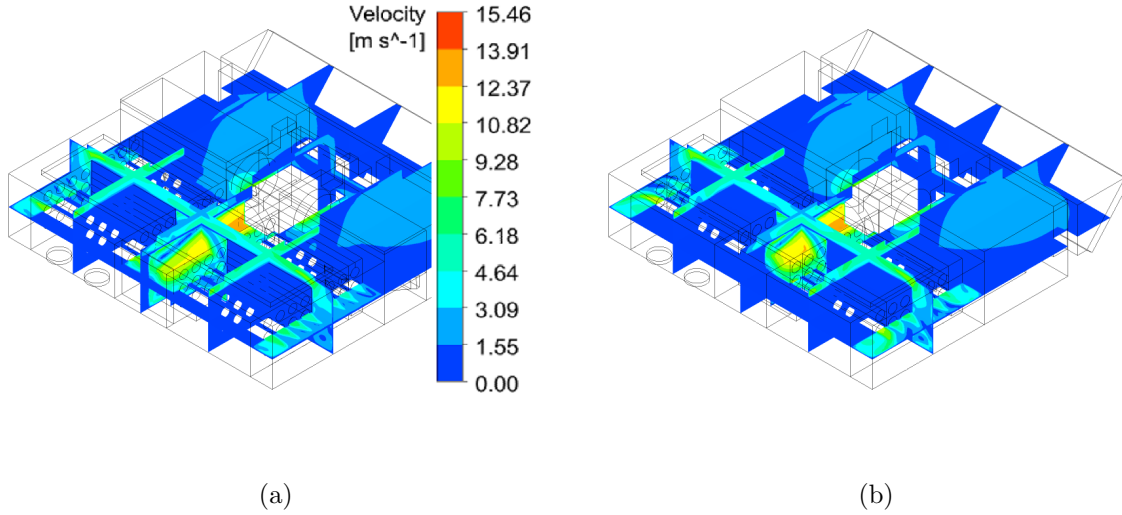 Velocity
[m s^-1]
15.46
13.91
12.37
10.82
9.28
7.73
6.18
4.64
3.09
1.55
0.00
(a)
(b)